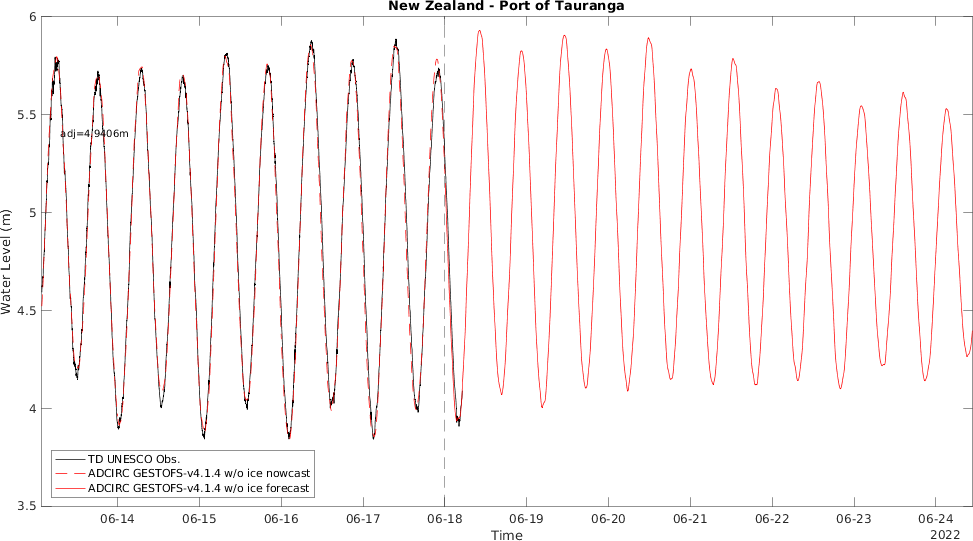 New Zealand - Port of Tauranga
6
5.5
5
4.5
4
3.5
Water Level (m)
adj=4.9406m
TD UNESCO Obs.
ADCIRC GESTOFS-v4.1.4 w/o ice nowcast
ADCIRC GESTOFS-v4.1.4 w/o ice forecast
06-14 06-15 06-16 06-17 06-18 06-19 06-20 06-21 06-22 06-23 06-24
2022
Time